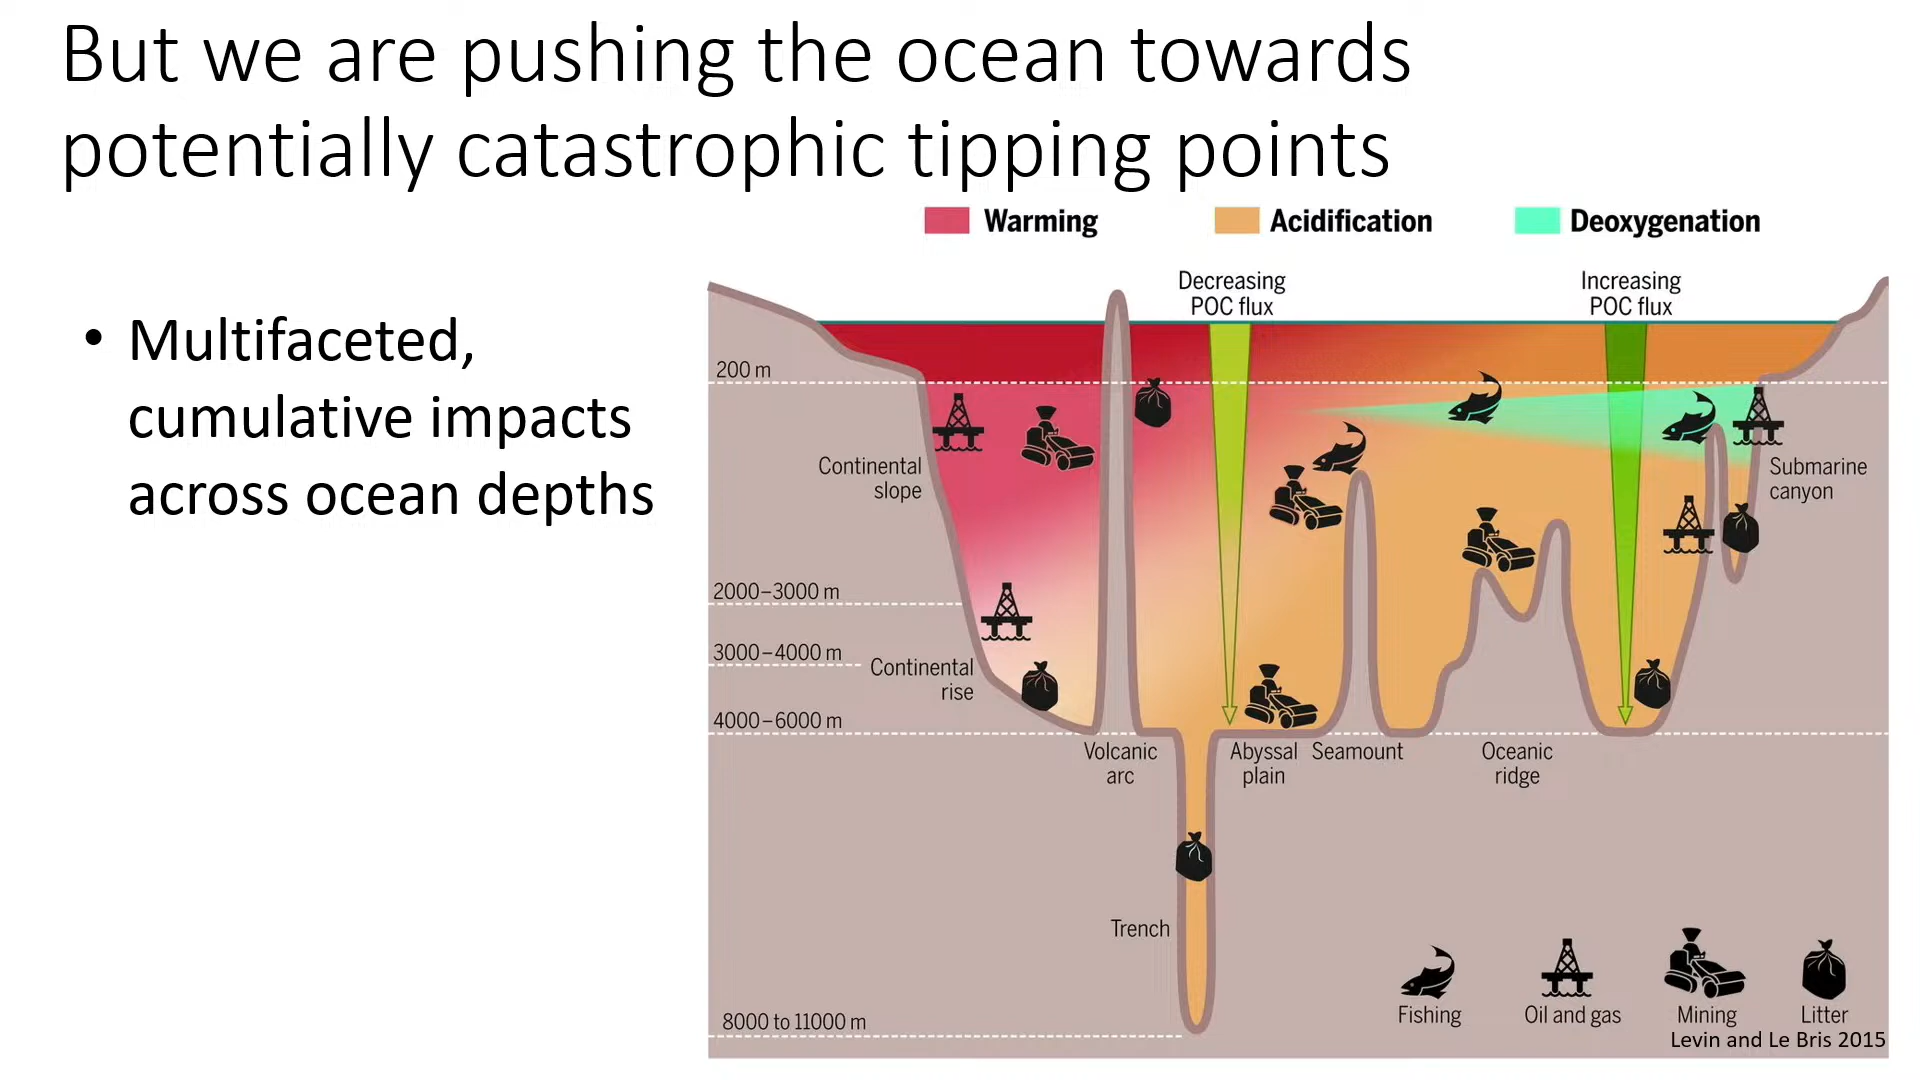 But we are pushing the ocean towards
potentially catastrophic tipping points
• Multifaceted,
cumulative impacts
across ocean depths
Warming
Acidification
Deoxygenation
Decreasing
POC flux
Increasing
POC flux
200 m
Continental
slope
Submarine
canyon
2000–3000 m
3000–4000 m
Continental
rise
4000–6000 m
Volcanic
arc
Abyssal
plain
Seamount
Oceanic
ridge
Trench
8000 to 11000 m
Fishing
Oil and gas
Mining
Litter
Levin and Le Bris 2015